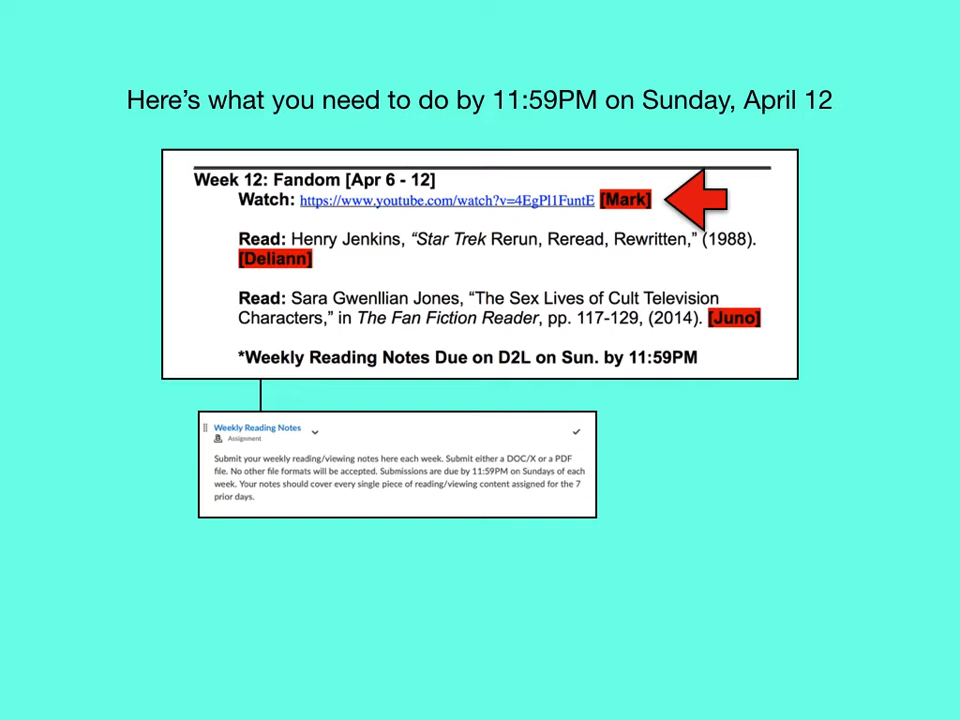 Here’s what you need to do by 11:59PM on Sunday, April 12
Week 12: Fandom [Apr 6 - 12]
Watch: https://www.youtube.com/watch?v=4EgPl1FuntE [Mark]
Read: Henry Jenkins, “Star Trek Rerun, Reread, Rewritten,” (1988).
[Deliann]
Read: Sara Gwenllian Jones, “The Sex Lives of Cult Television
Characters,” in The Fan Fiction Reader, pp. 117-129, (2014). [Juno]
*Weekly Reading Notes Due on D2L on Sun. by 11:59PM
Weekly Reading Notes
Assignment
Submit your weekly reading/viewing notes here each week. Submit either a DOC/X or a PDF
file. No other file formats will be accepted. Submissions are due by 11:59PM on Sundays of each
week. Your notes should cover every single piece of reading/viewing content assigned for the 7
prior days.